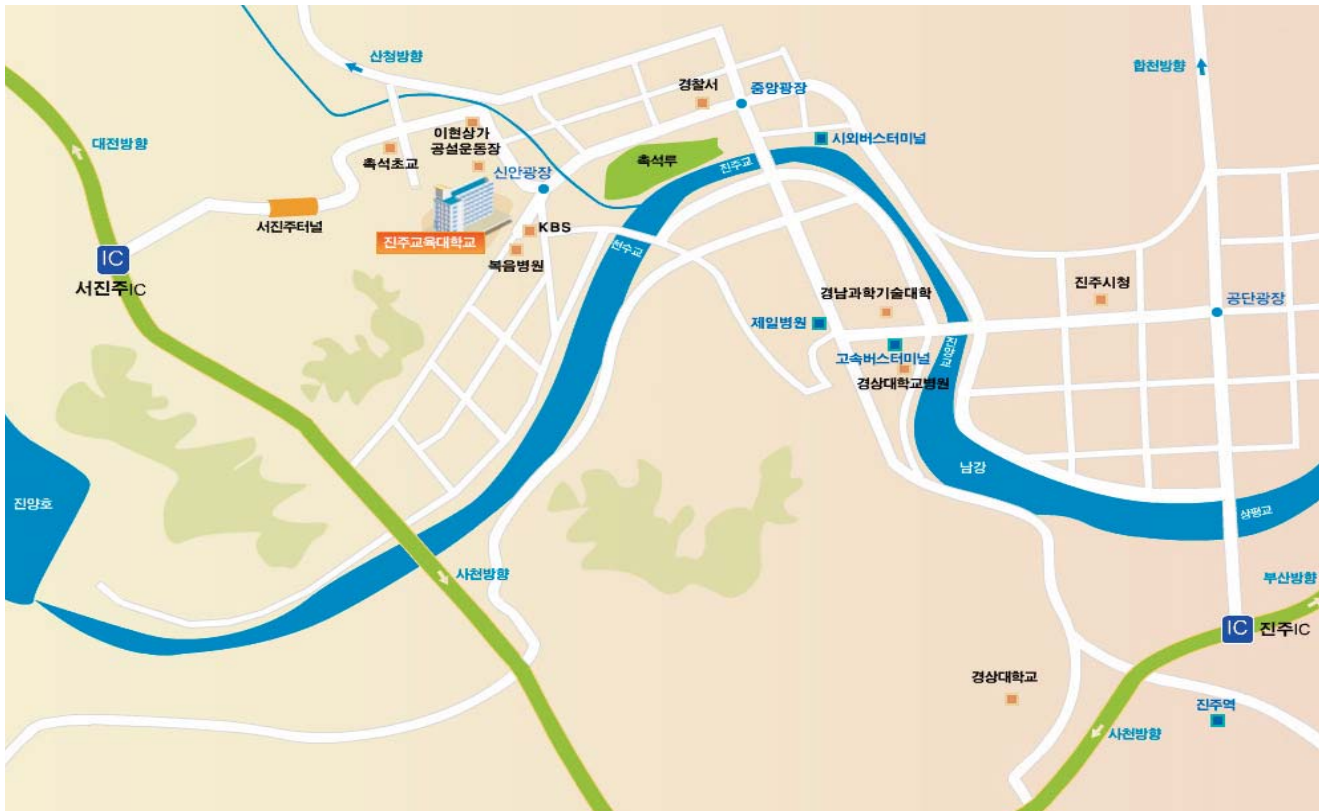 산청방향
합천방향
경찰서
중앙광장
대전방향
이현상가
공설운동장
촉석초교
시외버스터미널
촉석루
진주교
신안광장
서진주터널
진주교육대학교
KBS
복음병원
천수교
IC
서진주IC
경남과학기술대학
진주시청
공단광장
제일병원
고속버스터미널
진양교
경상대학교병원
진양호
남강
상평교
사천방향
부산방향
IC
진주IC
경상대학교
진주역
사천방향